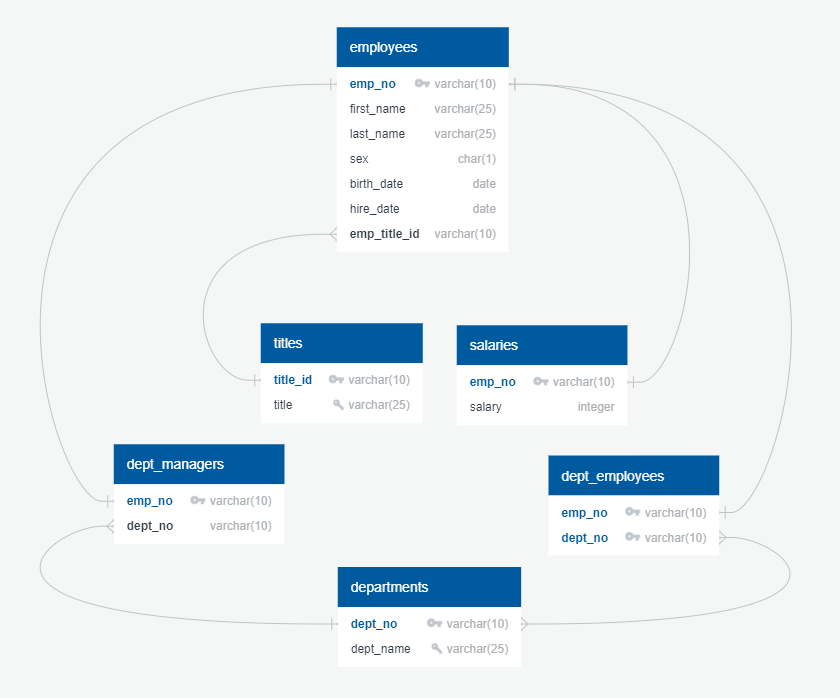 employees
emp_no varchar(10)
first_name varchar(25)
last_name varchar(25)
sex char(1)
birth_date date
hire_date date
emp_title_id varchar(10)
titles
title_id varchar(10)
title varchar(25)
salaries
emp_no varchar(10)
salary integer
dept_managers
emp_no varchar(10)
dept_no varchar(10)
dept_employees
emp_no varchar(10)
dept_no varchar(10)
departments
dept_no varchar(10)
dept_name varchar(25)